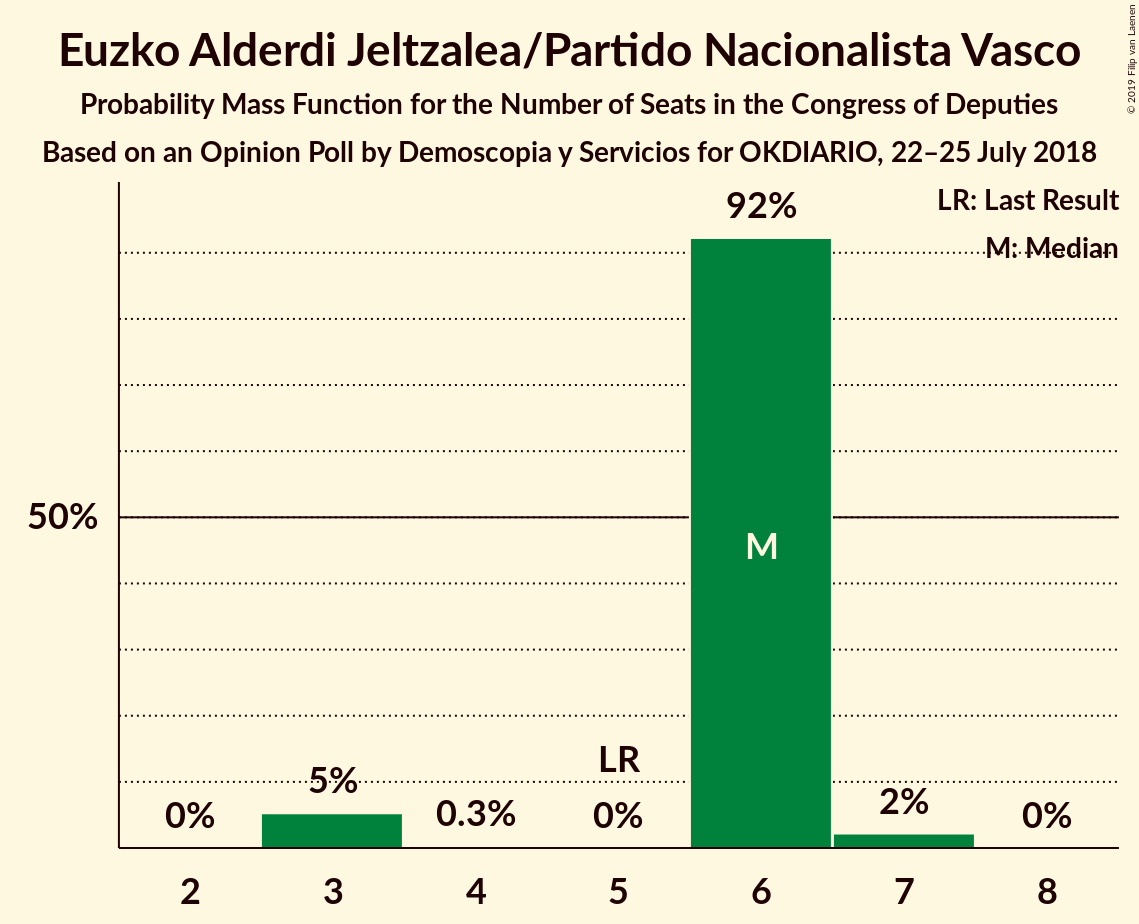 Euzko Alderdi Jeltzalea/Partido Nacionalista Vasco
Probability Mass Function for the Number of Seats in the Congress of Deputies
Based on an Opinion Poll by Demoscopia y Servicios for OKDIARIO, 22–25 July 2018
© 2019 Filip van Laenen
LR: Last Result
M: Median
92%
50%
M
LR
5%
2%
0%
0.3%
0%
0%
2 3 4 5 6 7 8